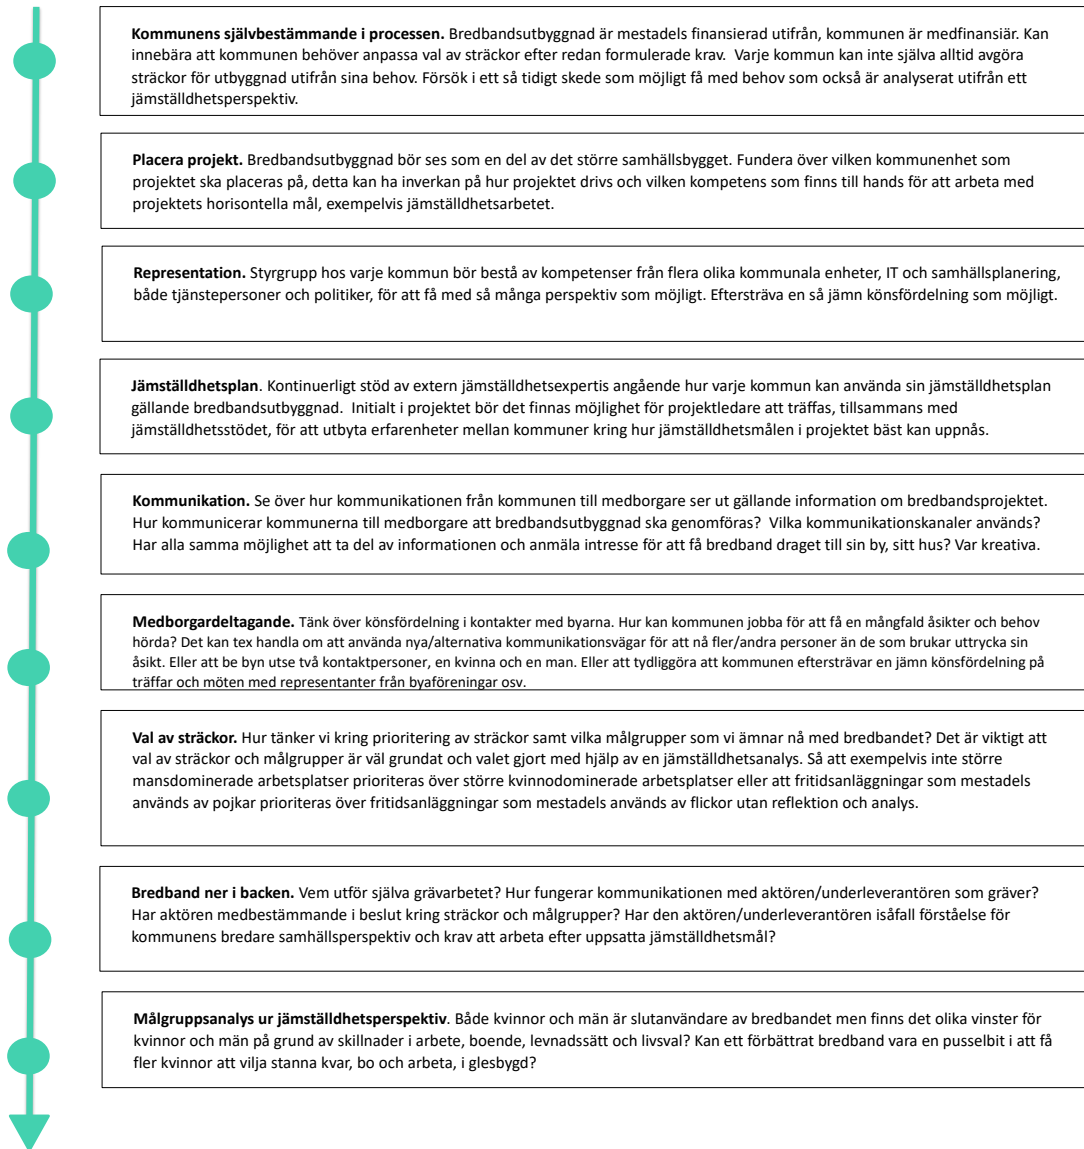 Kommunens självbestämmande i processen. Bredbandsutbyggnad är mestadels finansierad utifrån, kommunen är medfinansiär. Kan
innebära att kommunen behöver anpassa val av sträckor efter redan formulerade krav.  Varje kommun kan inte själva alltid avgöra
sträckor för utbyggnad utifrån sina behov. Försök i ett så tidigt skede som möjligt få med behov som också är analyserat utifrån ett
jämställdhetsperspektiv.
Placera projekt. Bredbandsutbyggnad bör ses som en del av det större samhällsbygget. Fundera över vilken kommunenhet som
projektet ska placeras på, detta kan ha inverkan på hur projektet drivs och vilken kompetens som finns till hands för att arbeta med
projektets horisontella mål, exempelvis jämställdhetsarbetet.
Representation. Styrgrupp hos varje kommun bör bestå av kompetenser från flera olika kommunala enheter, IT och samhällsplanering,
både tjänstepersoner och politiker, för att få med så många perspektiv som möjligt. Eftersträva en så jämn könsfördelning som möjligt.
Jämställdhetsplan. Kontinuerligt stöd av extern jämställdhetsexpertis angående hur varje kommun kan använda sin jämställdhetsplan
gällande bredbandsutbyggnad.  Initialt i projektet bör det finnas möjlighet för projektledare att träffas, tillsammans med
jämställdhetsstödet, för att utbyta erfarenheter mellan kommuner kring hur jämställdhetsmålen i projektet bäst kan uppnås.
Kommunikation. Se över hur kommunikationen från kommunen till medborgare ser ut gällande information om bredbandsprojektet.
Hur kommunicerar kommunerna till medborgare att bredbandsutbyggnad ska genomföras?  Vilka kommunikationskanaler används?
Har alla samma möjlighet att ta del av informationen och anmäla intresse för att få bredband draget till sin by, sitt hus? Var kreativa.
Medborgardeltagande. Tänk över könsfördelning i kontakter med byarna. Hur kan kommunen jobba för att få en mångfald åsikter och behov
hörda? Det kan tex handla om att använda nya/alternativa kommunikationsvägar för att nå fler/andra personer än de som brukar uttrycka sin
åsikt. Eller att be byn utse två kontaktpersoner, en kvinna och en man. Eller att tydliggöra att kommunen eftersträvar en jämn könsfördelning på
träffar och möten med representanter från byaföreningar osv.
Val av sträckor. Hur tänker vi kring prioritering av sträckor samt vilka målgrupper som vi ämnar nå med bredbandet? Det är viktigt att
val av sträckor och målgrupper är väl grundat och valet gjort med hjälp av en jämställdhetsanalys. Så att exempelvis inte större
mansdominerade arbetsplatser prioriteras över större kvinnodominerade arbetsplatser eller att fritidsanläggningar som mestadels
används av pojkar prioriteras över fritidsanläggningar som mestadels används av flickor utan reflektion och analys.
Bredband ner i backen. Vem utför själva grävarbetet? Hur fungerar kommunikationen med aktören/underleverantören som gräver?
Har aktören medbestämmande i beslut kring sträckor och målgrupper? Har den aktören/underleverantören isåfall förståelse för
kommunens bredare samhällsperspektiv och krav att arbeta efter uppsatta jämställdhetsmål?
Målgruppsanalys ur jämställdhetsperspektiv. Både kvinnor och män är slutanvändare av bredbandet men finns det olika vinster för
kvinnor och män på grund av skillnader i arbete, boende, levnadssätt och livsval? Kan ett förbättrat bredband vara en pusselbit i att få
fler kvinnor att vilja stanna kvar, bo och arbeta, i glesbygd?